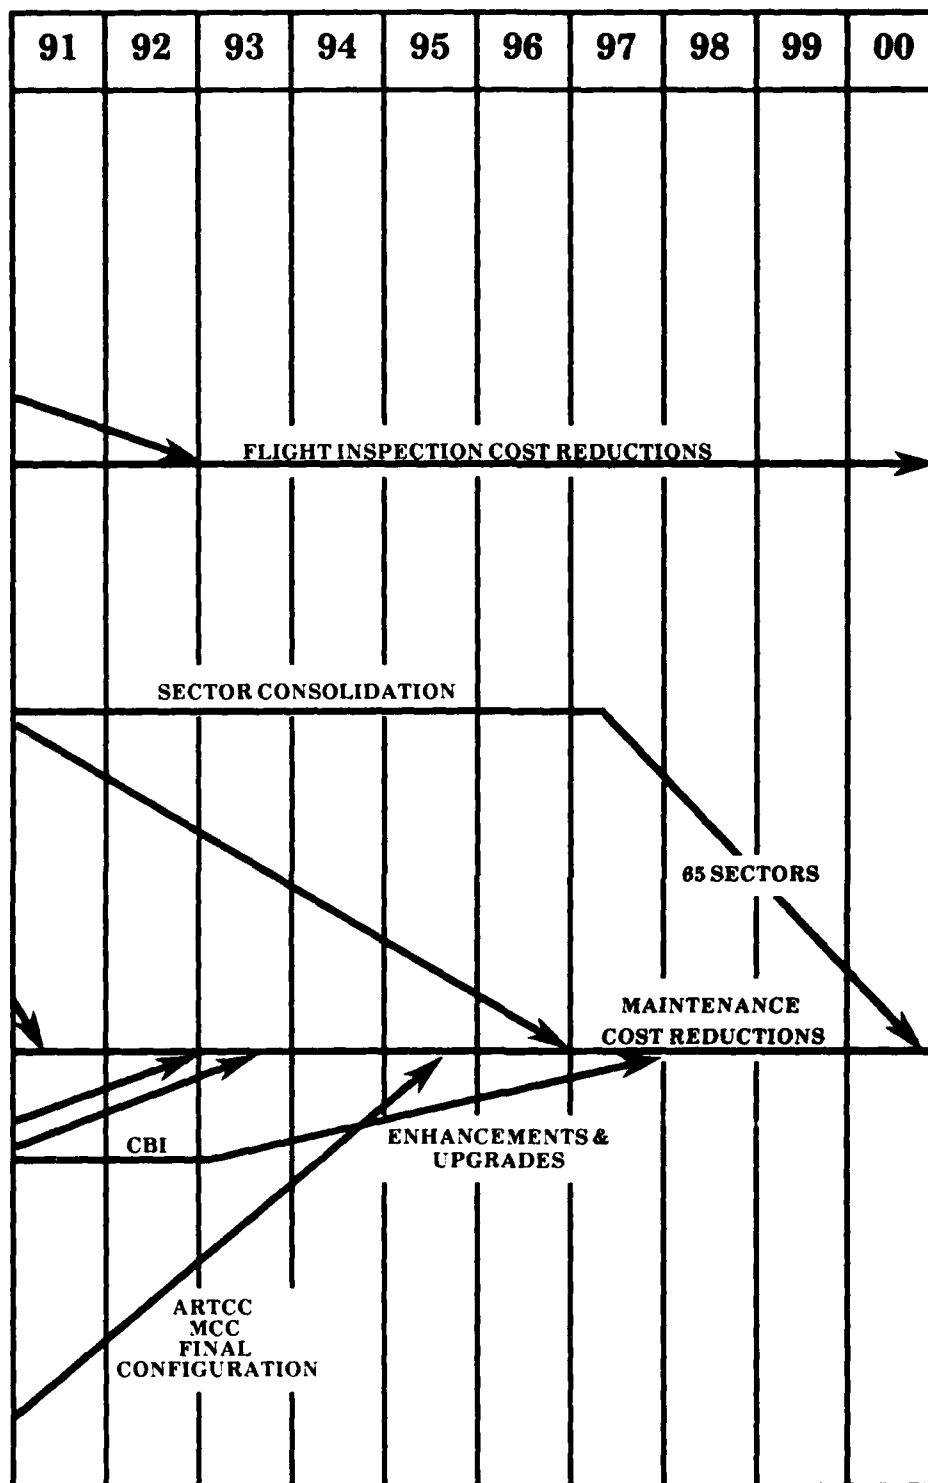 91 92 93 94 95 96 97 98 99 00
FLIGHT INSPECTION COST REDUCTIONS
SECTOR CONSOLIDATION
65 SECTORS
MAINTENANCE
COST REDUCTIONS
CBI
ENHANCEMENTS &
UPGRADES
ARTCC
MCC
FINAL
CONFIGURATION